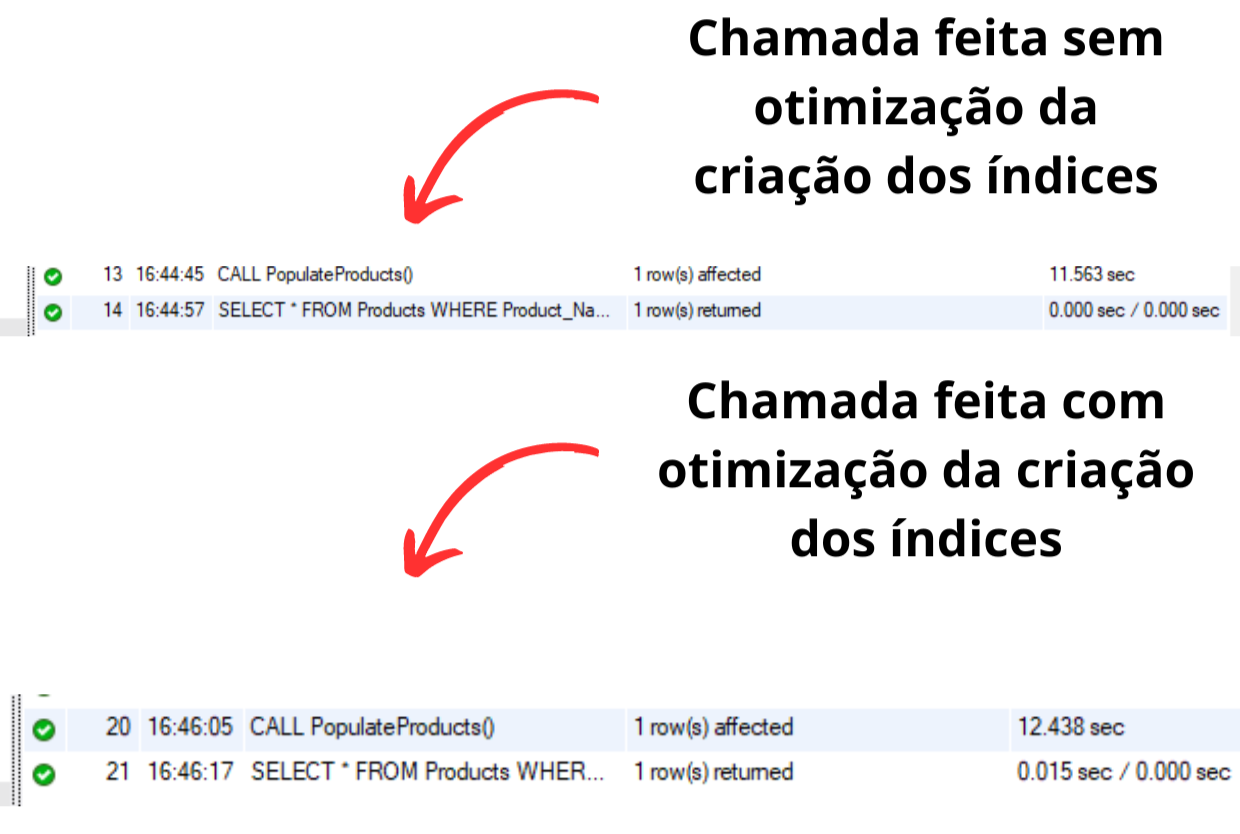 Chamada feita sem
otimização da
criação dos índices
13 16:44:45 CALL PopulateProducts() 1 row(s) affected 11.563 sec
14 16:44:57 SELECT * FROM Products WHERE Product_Na... 1 row(s) returned 0.000 sec / 0.000 sec
Chamada feita com
otimização da criação
dos índices
20 16:46:05 CALL PopulateProducts() 1 row(s) affected 12.438 sec
21 16:46:17 SELECT * FROM Products WHER... 1 row(s) returned 0.015 sec / 0.000 sec